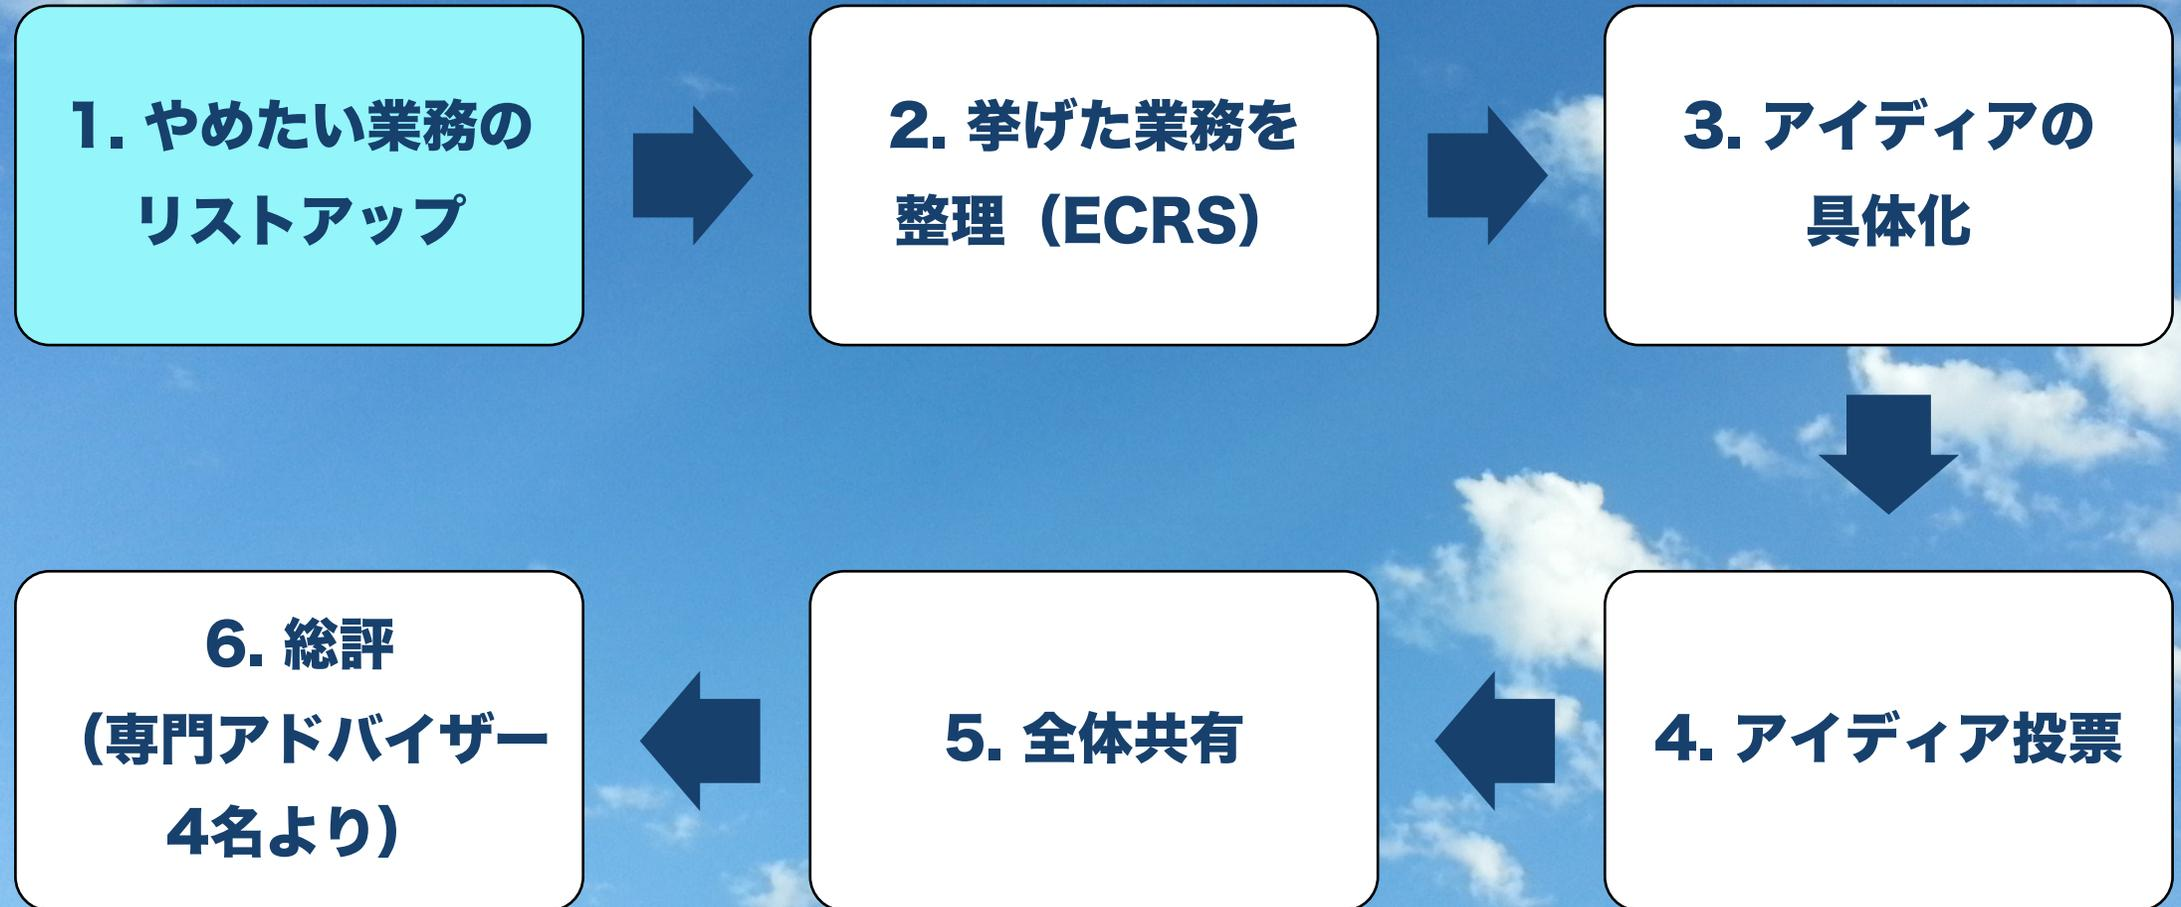 1. やめたい業務の
リストアップ
2. 挙げた業務を
整理（ECRS）
3. アイディアの
具体化
4. アイディア投票
5. 全体共有
6. 総評
（専門アドバイザー
4名より）